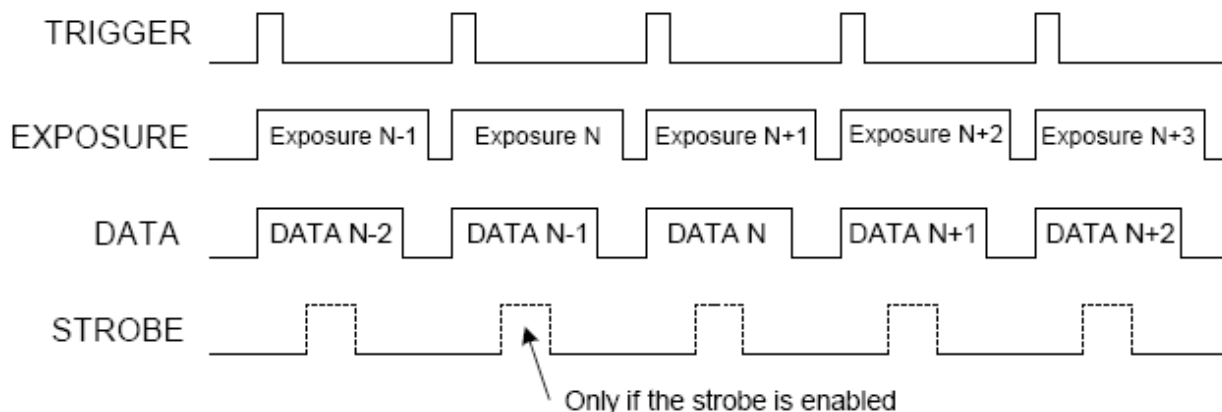 TRIGGER
EXPOSURE
Exposure N-1
Exposure N
Exposure N+1
Exposure N+2
Exposure N+3
DATA
DATA N-2
DATA N-1
DATA N
DATA N+1
DATA N+2
STROBE
Only if the strobe is enabled